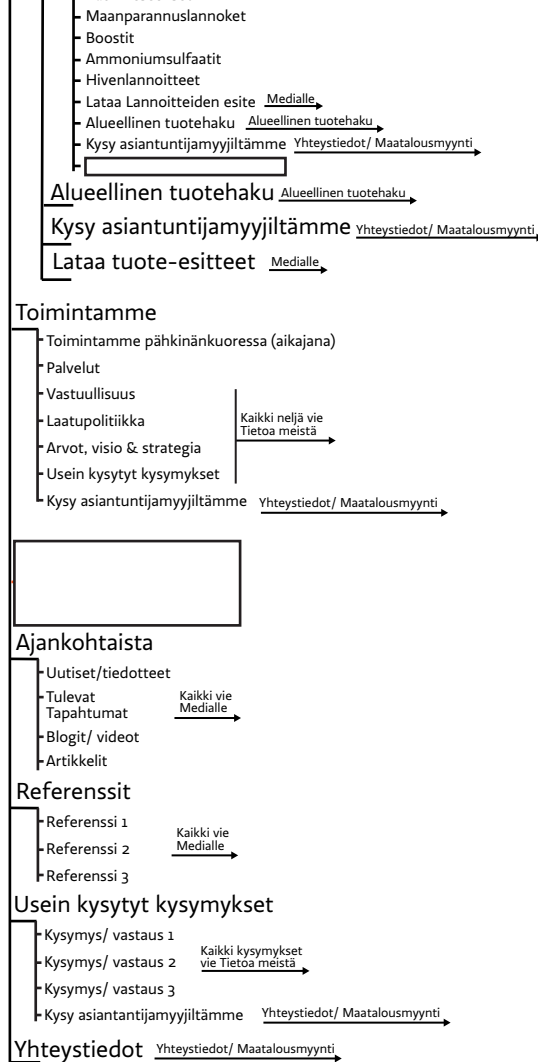 Maanparannuslannoket
Boostit
Ammoniumsulfaatit
Hivenlannoitteet
Lataa Lannoitteiden esite Medialle
Alueellinen tuotehaku Alueellinen tuotehaku
Kysy asiantuntijamyyjiltämme Yhteystiedot/ Maatalousmyynti
Alueellinen tuotehaku Alueellinen tuotehaku
Kysy asiantuntijamyyjiltämme Yhteystiedot/ Maatalousmyynti
Lataa tuote-esitteet Medialle
Toimintamme
Toimintamme pähkinänkuoressa (aikajana)
Palvelut
Vastuullisuus
Laatupolitiikka
Arvot, visio & strategia
Usein kysytyt kysymykset
Kaikki neljä vie
Tietoa meistä
Kysy asiantuntijamyyjiltämme Yhteystiedot/ Maatalousmyynti
Ajankohtaista
Uutiset/tiedotteet
Tulevat
Tapahtumat
Kaikki vie
Medialle
Blogit/ videot
Artikkelit
Referenssit
Referenssi 1
Referenssi 2
Kaikki vie
Medialle
Referenssi 3
Usein kysytyt kysymykset
Kysymys/ vastaus 1
Kysymys/ vastaus 2
Kaikki kysymykset
vie Tietoa meistä
Kysymys/ vastaus 3
Kysy asiantantijamyyjiltämme Yhteystiedot/ Maatalousmyynti
Yhteystiedot Yhteystiedot/ Maatalousmyynti